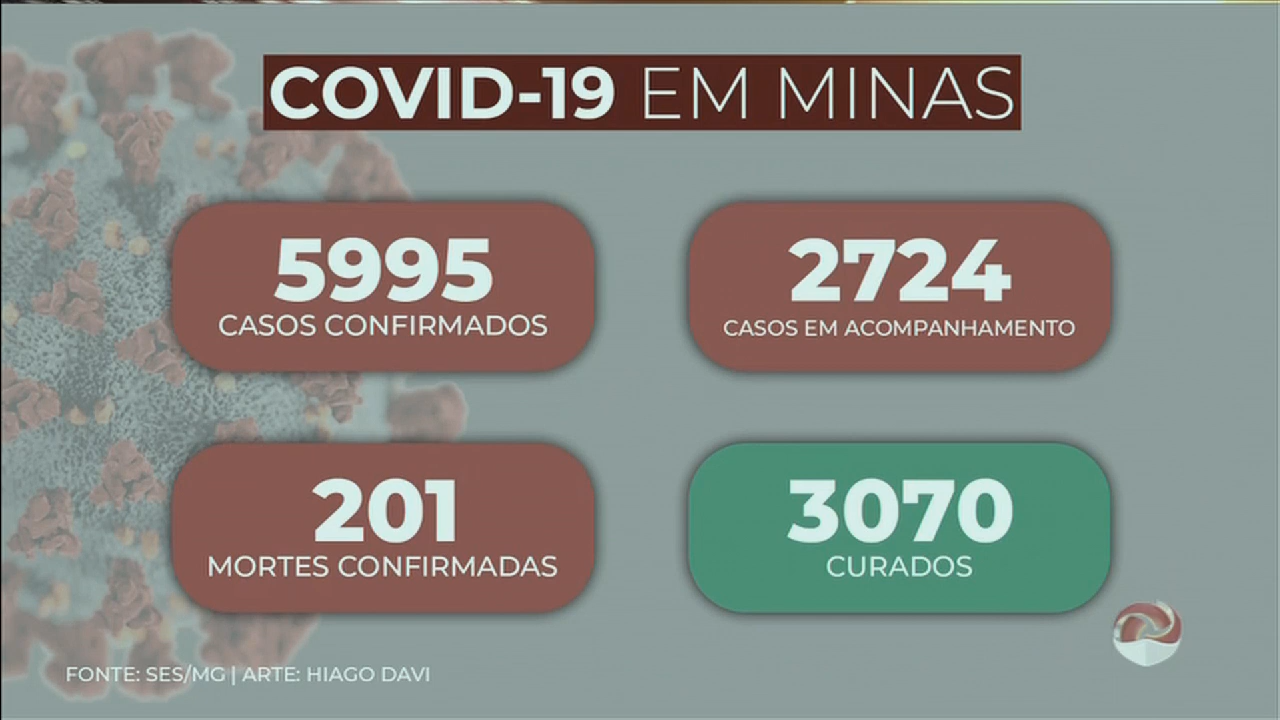 COVID-19 EM MINAS
5995
CASOS CONFIRMADOS
2724
CASOS EM ACOMPANHAMENTO
201
MORTES CONFIRMADAS
3070
CURADOS
FONTE: SES/MG | ARTE: HIAGO DAVI